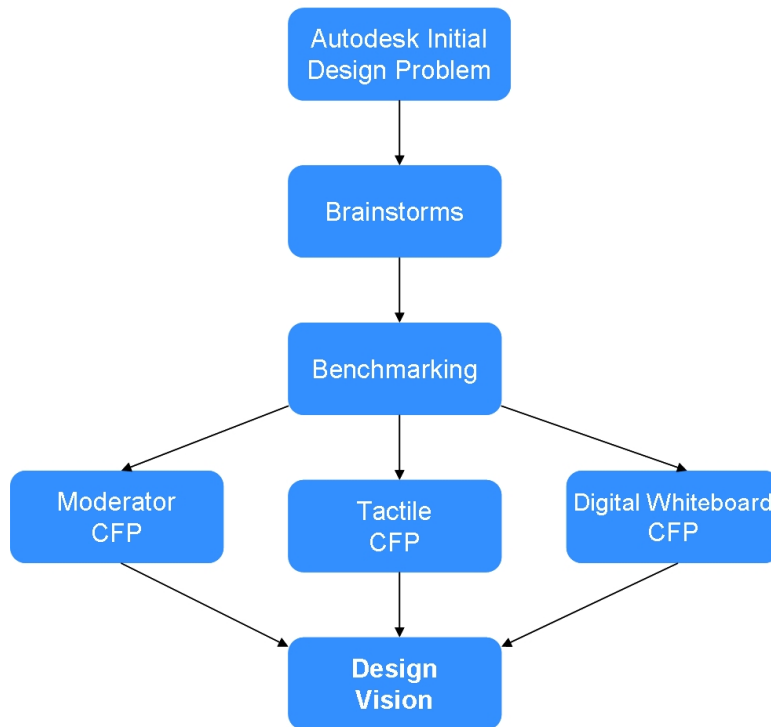 Autodesk Initial
Design Problem
Brainstorms
Benchmarking
Moderator
CFP
Tactile
CFP
Digital Whiteboard
CFP
Design
Vision